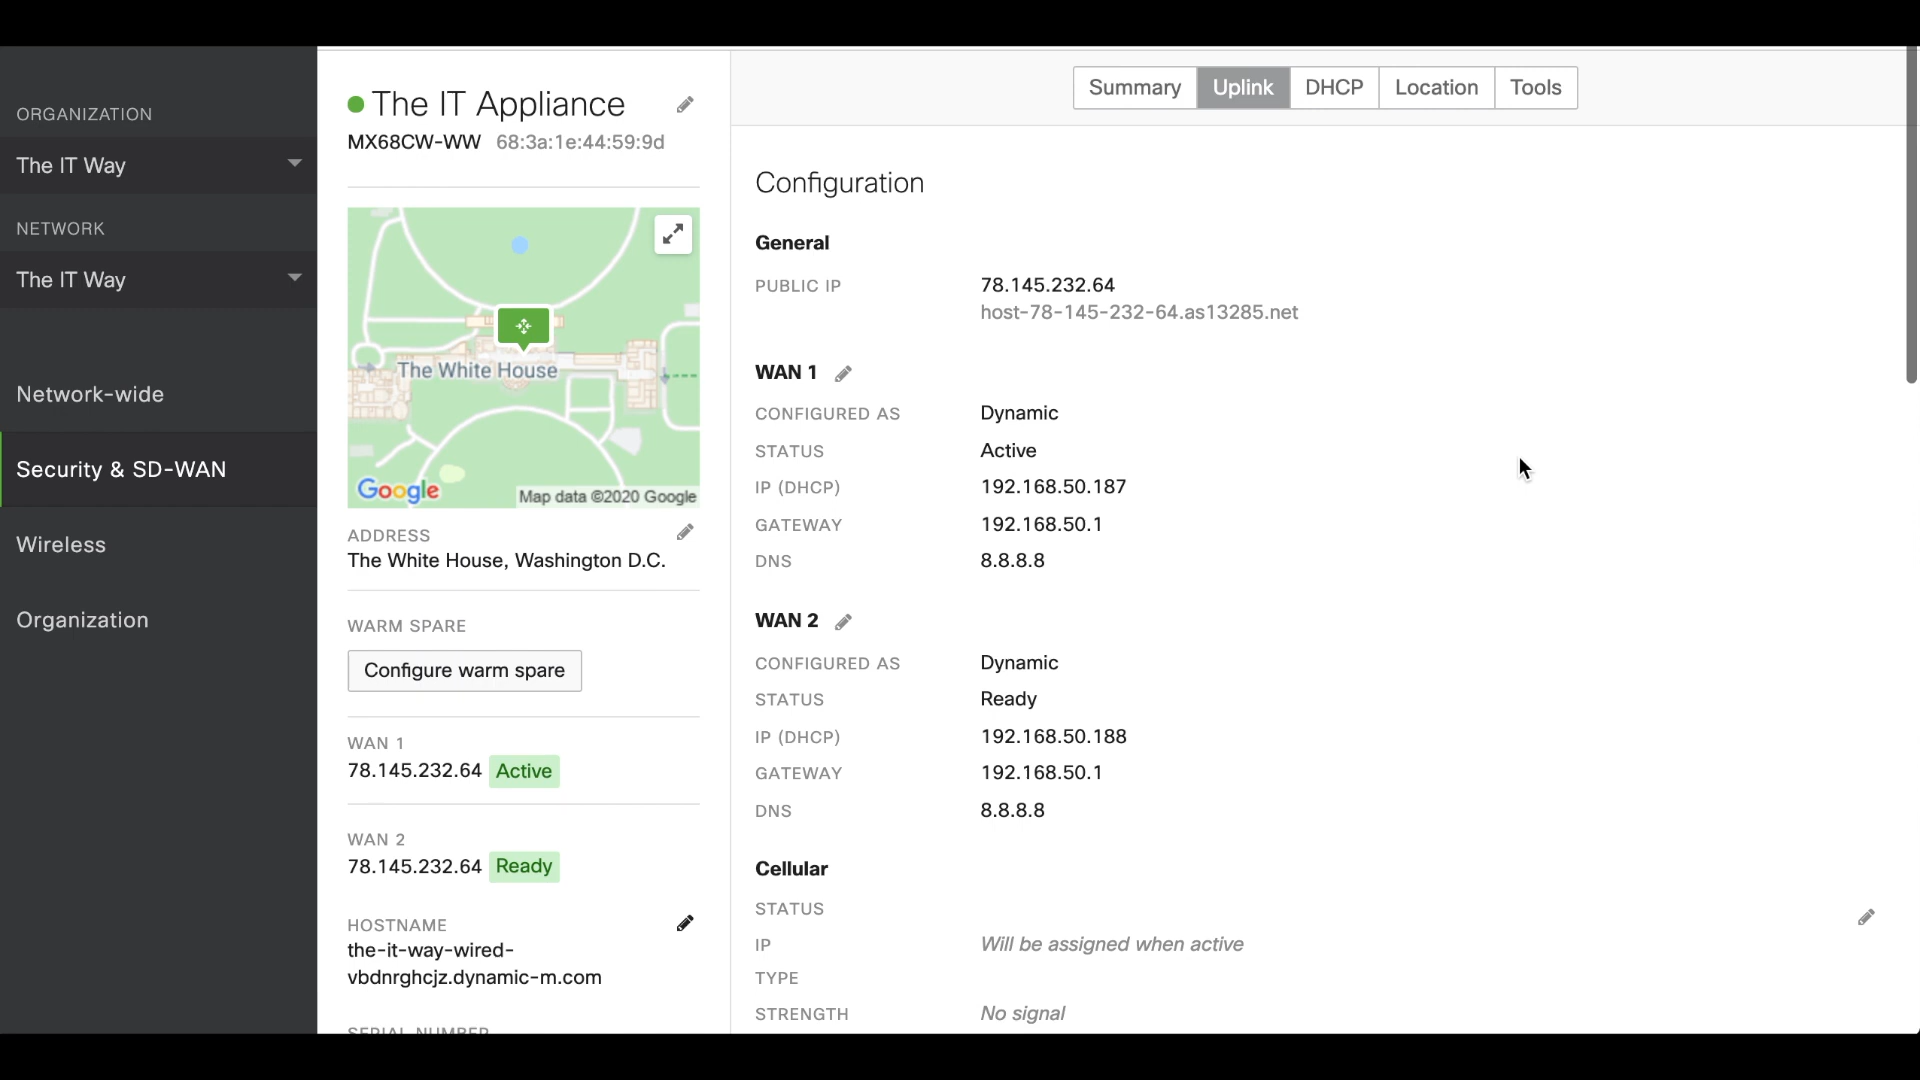 ORGANIZATION
The IT Way
NETWORK
The IT Way
Network-wide
Security & SD-WAN
Wireless
Organization
The IT Appliance
MX68CW-WW 68:3a:1e:44:59:9d
The White House
Google
Map data ©2020 Google
ADDRESS
The White House, Washington D.C.
WARM SPARE
Configure warm spare
WAN 1
78.145.232.64 Active
WAN 2
78.145.232.64 Ready
HOSTNAME
the-it-way-wired-
vbdnrghcjz.dynamic-m.com
SERIAL NUMBER
Summary Uplink DHCP Location Tools
Configuration
General
PUBLIC IP 78.145.232.64
host-78-145-232-64.as13285.net
WAN 1
CONFIGURED AS Dynamic
STATUS Active
IP (DHCP) 192.168.50.187
GATEWAY 192.168.50.1
DNS 8.8.8.8
WAN 2
CONFIGURED AS Dynamic
STATUS Ready
IP (DHCP) 192.168.50.188
GATEWAY 192.168.50.1
DNS 8.8.8.8
Cellular
STATUS
IP Will be assigned when active
TYPE
STRENGTH No signal